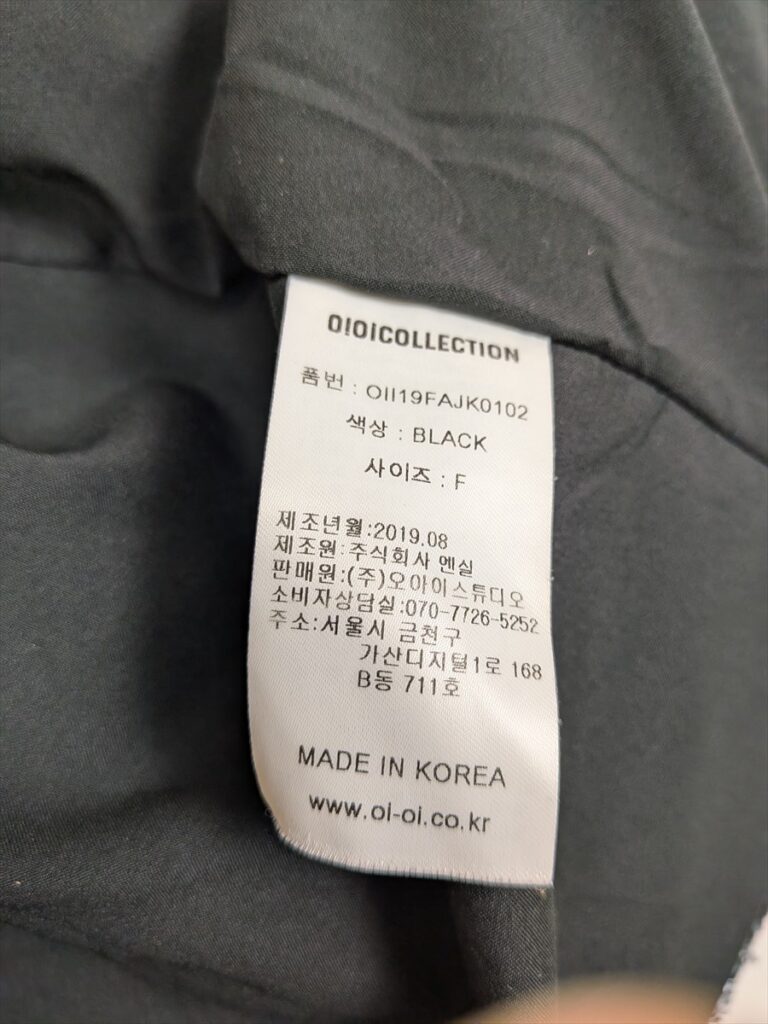 O!OICOLLECTION
품번 : OII19FAJK0102
색상 : BLACK
사이즈 : F
제조년월:2019.08
제조원:주식회사 엔실
판매원:(주)오아이스튜디오
소비자상담실:070-7726-5252
주소:서울시 금천구
가산디지털1로 168
B동 711호
MADE IN KOREA
www.oi-oi.co.kr